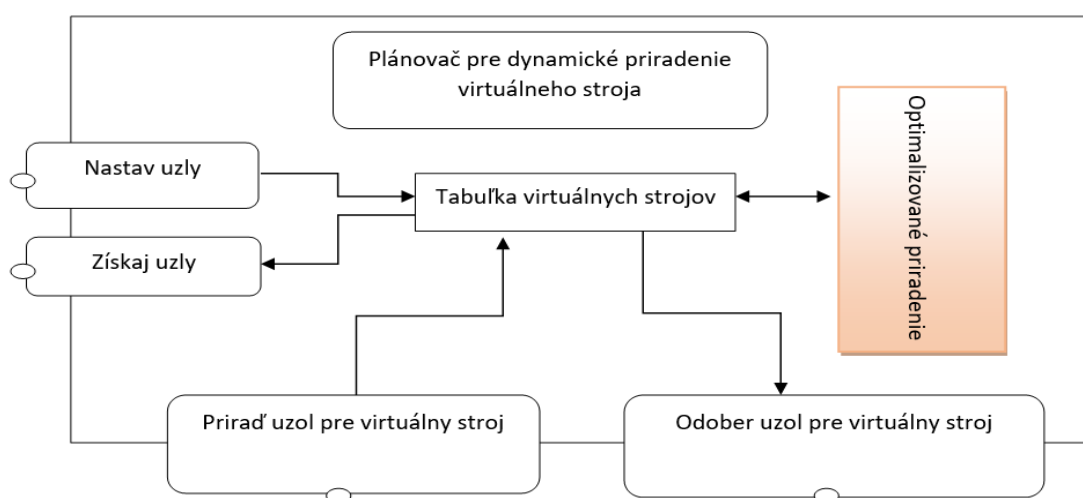 Plánovač pre dynamické priradenie
virtuálneho stroja
Optimalizované priradenie
Nastav uzly
Tabuľka virtuálnych strojov
Získaj uzly
Priraď uzol pre virtuálny stroj
Odober uzol pre virtuálny stroj